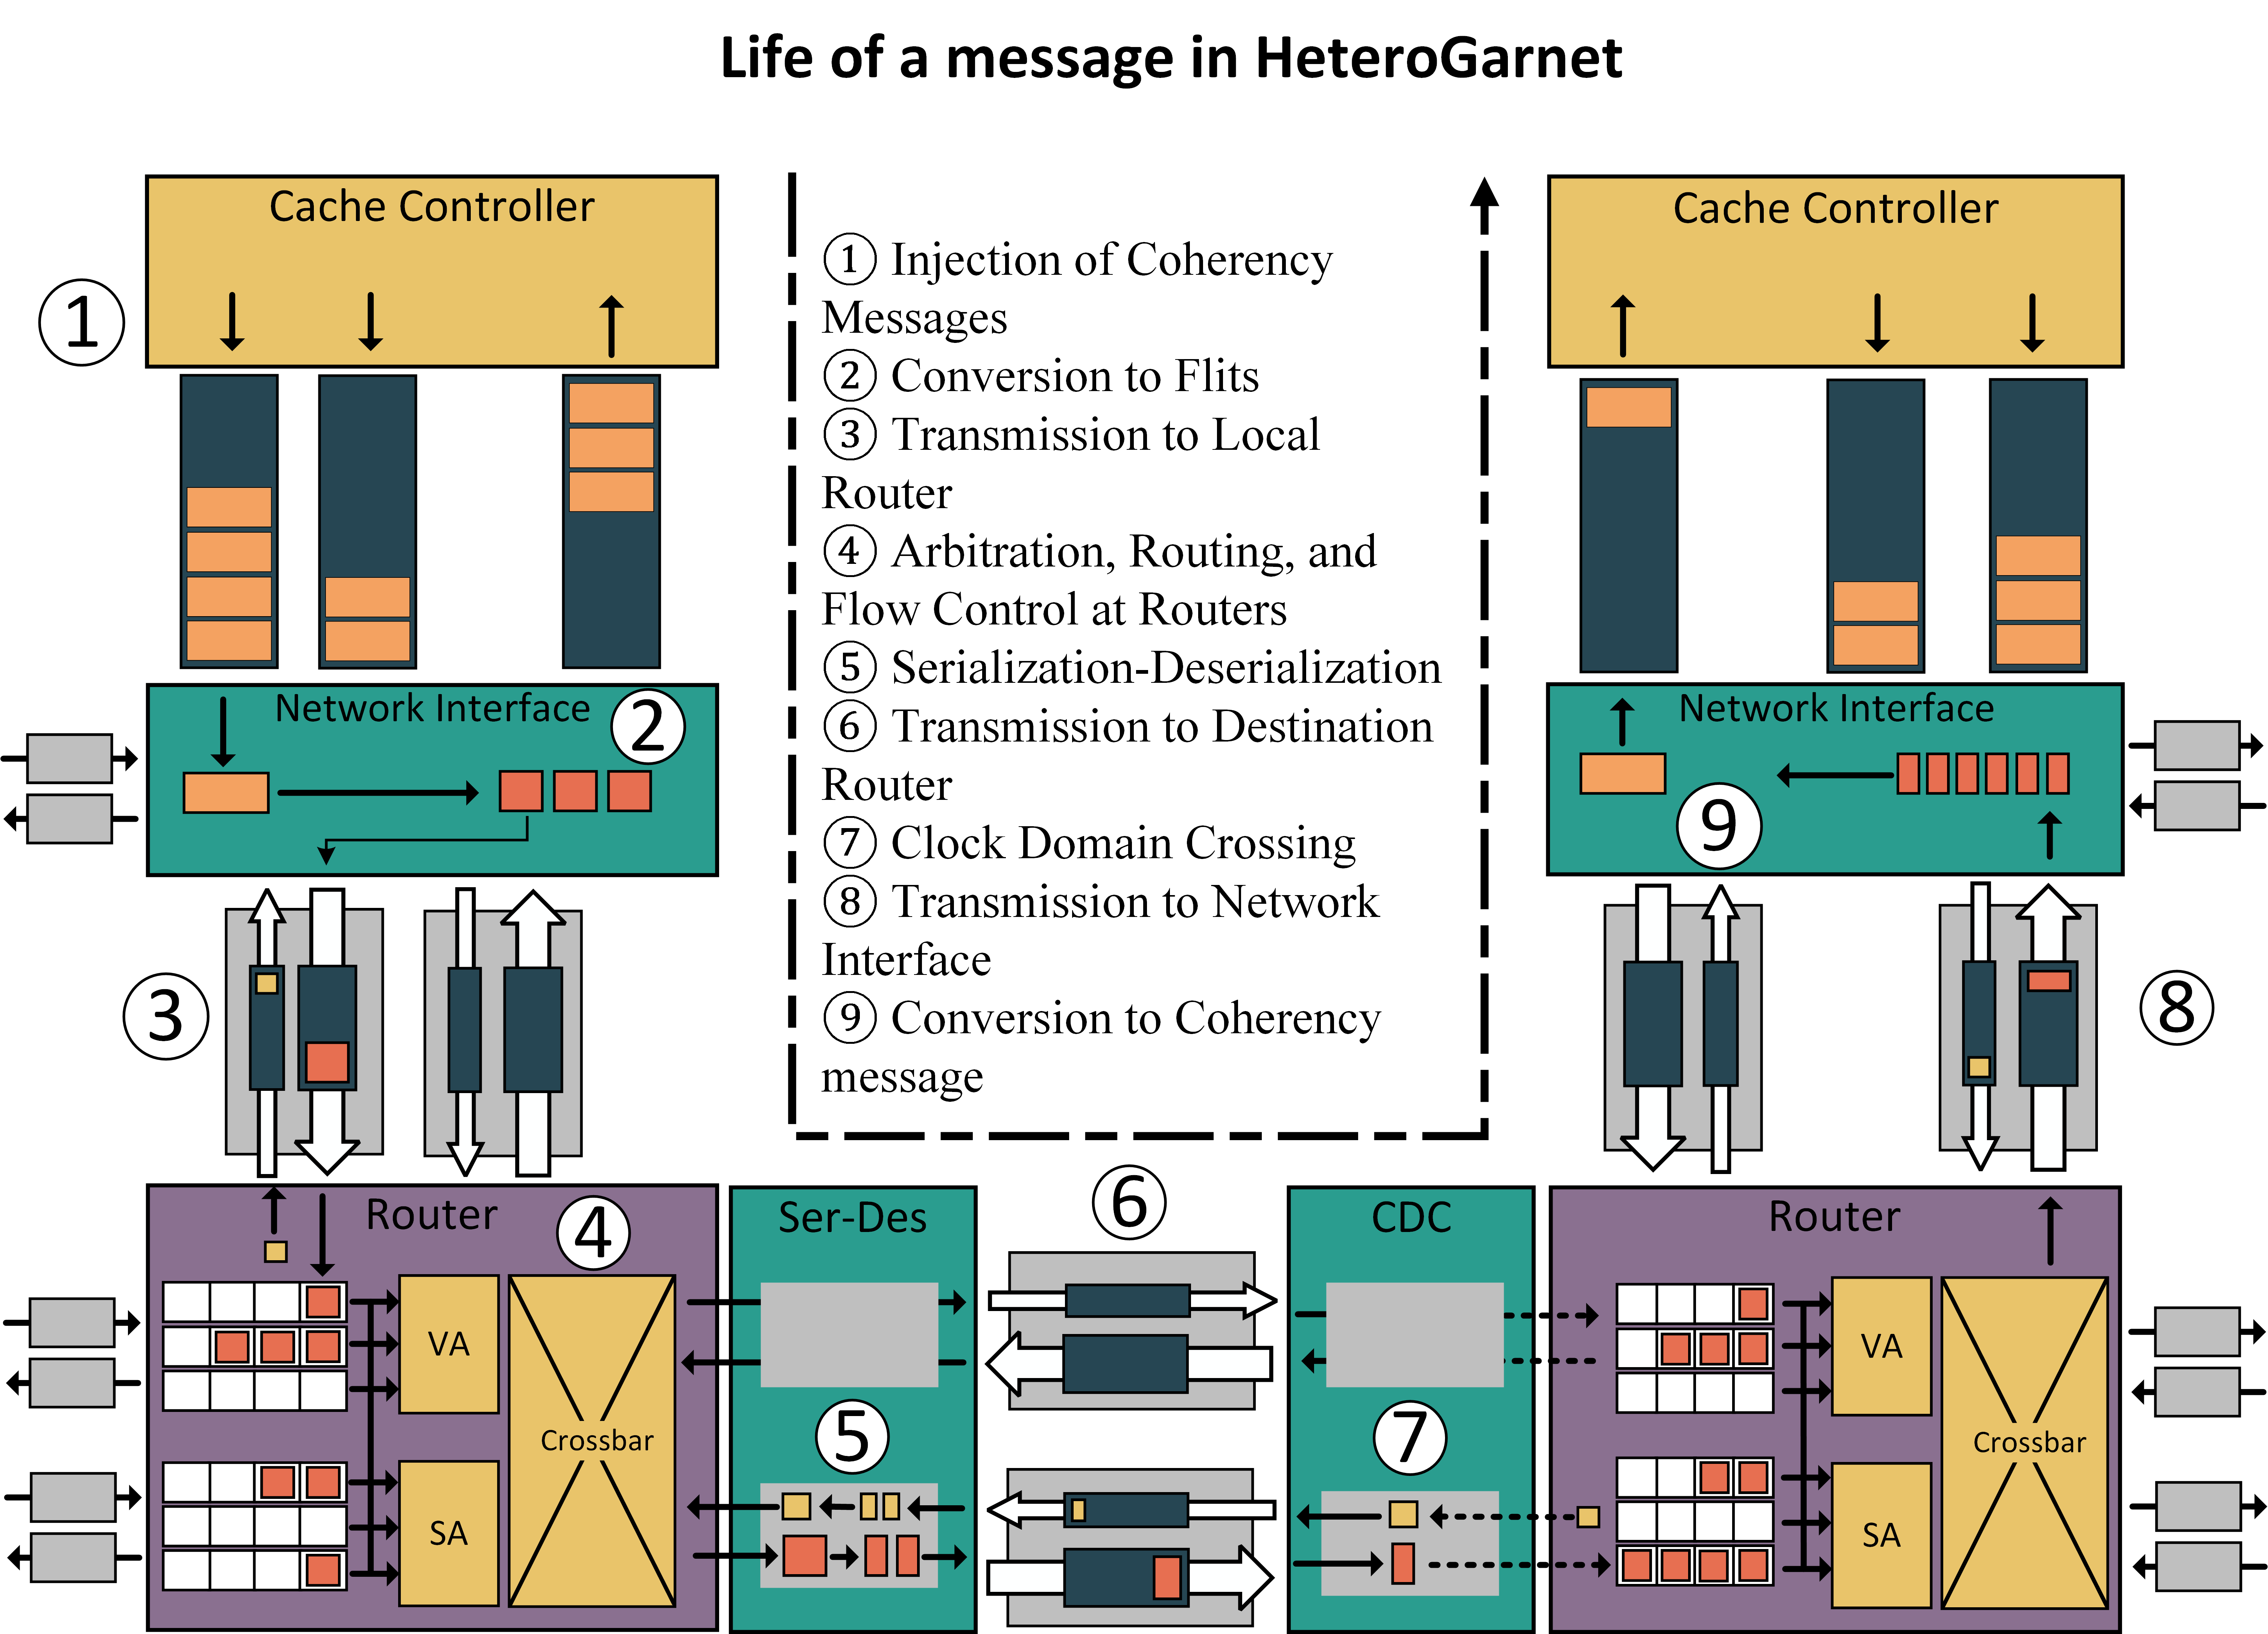 Life of a message in HeteroGarnet
Cache Controller
Cache Controller
1
① Injection of Coherency
Messages
② Conversion to Flits
③ Transmission to Local
Router
④ Arbitration, Routing, and
Flow Control at Routers
⑤ Serialization-Deserialization
⑥ Transmission to Destination
Router
⑦ Clock Domain Crossing
⑧ Transmission to Network
Interface
⑨ Conversion to Coherency
message
Network Interface
2
Network Interface
9
3
8
Router
4
Ser-Des
6
CDC
Router
VA
SA
Crossbar
5
7
VA
SA
Crossbar